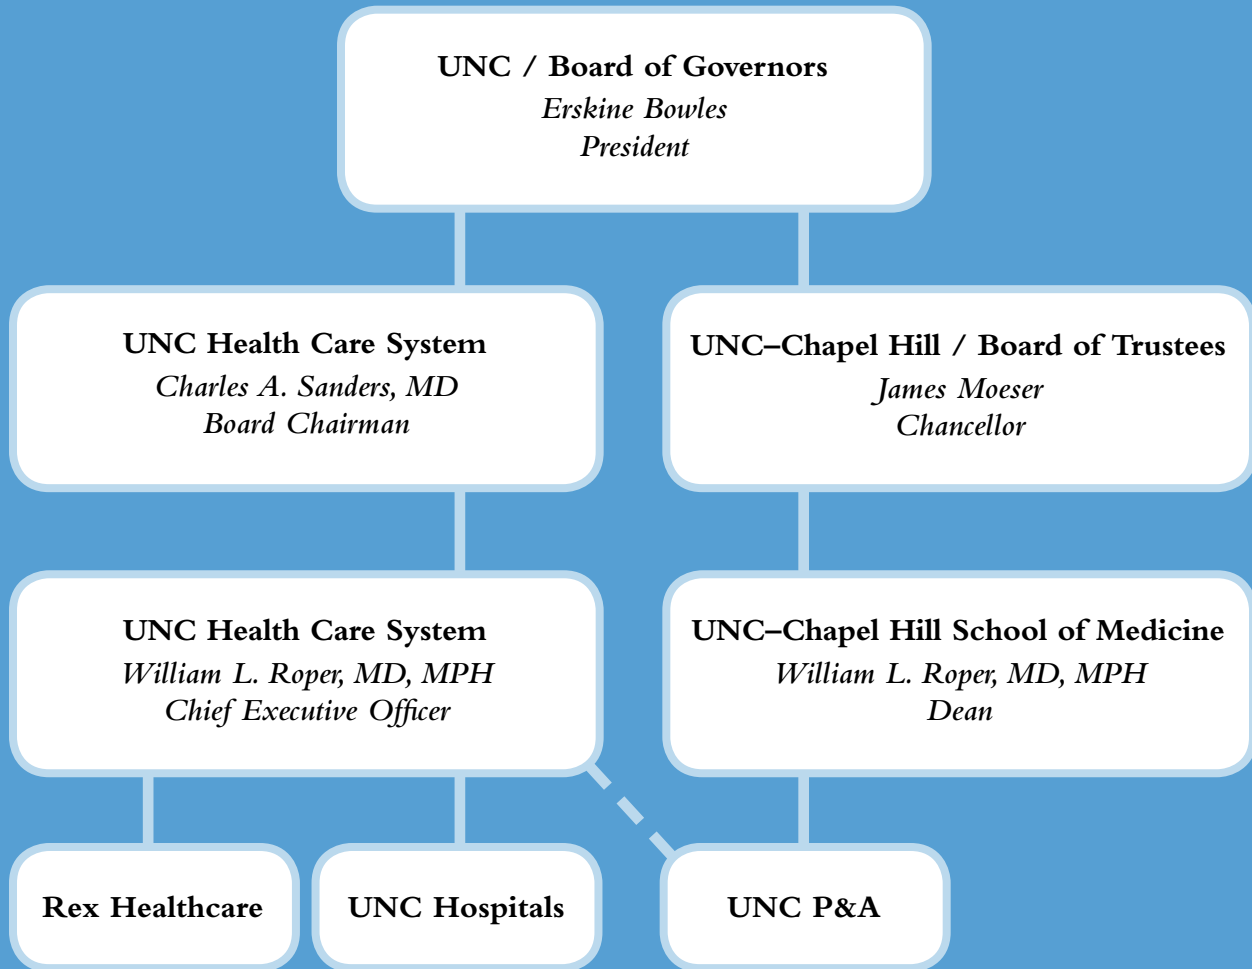 UNC / Board of Governors
Erskine Bowles
President
UNC Health Care System
Charles A. Sanders, MD
Board Chairman
UNC–Chapel Hill / Board of Trustees
James Moeser
Chancellor
UNC Health Care System
William L. Roper, MD, MPH
Chief Executive Officer
UNC–Chapel Hill School of Medicine
William L. Roper, MD, MPH
Dean
Rex Healthcare
UNC Hospitals
UNC P&A